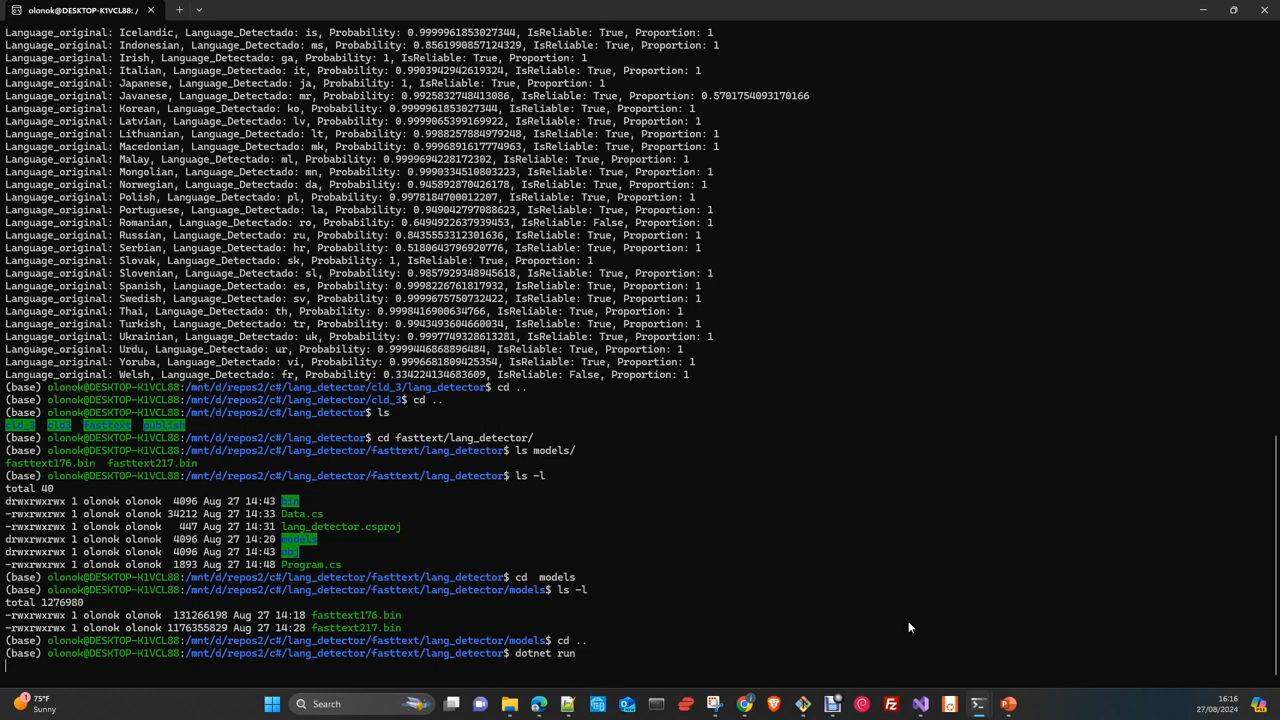 olonok@DESKTOP-K1VCL88: /
Language_original: Icelandic, Language_Detectado: is, Probability: 0.9999961853027344, IsReliable: True, Proportion: 1
Language_original: Indonesian, Language_Detectado: ms, Probability: 0.8561990857124329, IsReliable: True, Proportion: 1
Language_original: Irish, Language_Detectado: ga, Probability: 1, IsReliable: True, Proportion: 1
Language_original: Italian, Language_Detectado: it, Probability: 0.99039429426193​24, IsReliable: True, Proportion: 1
Language_original: Japanese, Language_Detectado: ja, Probability: 1, IsReliable: True, Proportion: 1
Language_original: Javanese, Language_Detectado: mr, Probability: 0.9925832748413086, IsReliable: True, Proportion: 0.5701754093170166
Language_original: Korean, Language_Detectado: ko, Probability: 0.9999961853027344, IsReliable: True, Proportion: 1
Language_original: Latvian, Language_Detectado: lv, Probability: 0.9999065399169922, IsReliable: True, Proportion: 1
Language_original: Lithuanian, Language_Detectado: lt, Probability: 0.9988257884979248, IsReliable: True, Proportion: 1
Language_original: Macedonian, Language_Detectado: mk, Probability: 0.9996891617774963, IsReliable: True, Proportion: 1
Language_original: Malay, Language_Detectado: ml, Probability: 0.9999694228172302, IsReliable: True, Proportion: 1
Language_original: Mongolian, Language_Detectado: mn, Probability: 0.9990334510803223, IsReliable: True, Proportion: 1
Language_original: Norwegian, Language_Detectado: da, Probability: 0.945892870426178, IsReliable: True, Proportion: 1
Language_original: Polish, Language_Detectado: pl, Probability: 0.9978184700012207, IsReliable: True, Proportion: 1
Language_original: Portuguese, Language_Detectado: la, Probability: 0.949042797088623, IsReliable: True, Proportion: 1
Language_original: Romanian, Language_Detectado: ro, Probability: 0.6494922637939453, IsReliable: False, Proportion: 1
Language_original: Russian, Language_Detectado: ru, Probability: 0.8435553312301636, IsReliable: True, Proportion: 1
Language_original: Serbian, Language_Detectado: hr, Probability: 0.5180643796920776, IsReliable: True, Proportion: 1
Language_original: Slovak, Language_Detectado: sk, Probability: 1, IsReliable: True, Proportion: 1
Language_original: Slovenian, Language_Detectado: sl, Probability: 0.9857929348945618, IsReliable: True, Proportion: 1
Language_original: Spanish, Language_Detectado: es, Probability: 0.9998226761817932, IsReliable: True, Proportion: 1
Language_original: Swedish, Language_Detectado: sv, Probability: 0.9999675750732422, IsReliable: True, Proportion: 1
Language_original: Thai, Language_Detectado: th, Probability: 0.9998416900634766, IsReliable: True, Proportion: 1
Language_original: Turkish, Language_Detectado: tr, Probability: 0.9943493604660034, IsReliable: True, Proportion: 1
Language_original: Ukrainian, Language_Detectado: uk, Probability: 0.9997749328613281, IsReliable: True, Proportion: 1
Language_original: Urdu, Language_Detectado: ur, Probability: 0.9999446868896484, IsReliable: True, Proportion: 1
Language_original: Yoruba, Language_Detectado: vi, Probability: 0.9996681809425354, IsReliable: True, Proportion: 1
Language_original: Welsh, Language_Detectado: fr, Probability: 0.334224134683609, IsReliable: False, Proportion: 1
(base) olonok@DESKTOP-K1VCL88:/mnt/d/repos2/c#/lang_detector/cld_3/lang_detector$ cd ..
(base) olonok@DESKTOP-K1VCL88:/mnt/d/repos2/c#/lang_detector/cld_3$ cd ..
(base) olonok@DESKTOP-K1VCL88:/mnt/d/repos2/c#/lang_detector$ ls
cld_3 cld3 fasttext publish
(base) olonok@DESKTOP-K1VCL88:/mnt/d/repos2/c#/lang_detector$ cd fasttext/lang_detector/
(base) olonok@DESKTOP-K1VCL88:/mnt/d/repos2/c#/lang_detector/fasttext/lang_detector$ ls models/
fasttext176.bin fasttext217.bin
(base) olonok@DESKTOP-K1VCL88:/mnt/d/repos2/c#/lang_detector/fasttext/lang_detector$ ls -l
total 40
drwxrwxrwx 1 olonok olonok 4096 Aug 27 14:43 bin
-rwxrwxrwx 1 olonok olonok 34212 Aug 27 14:33 Data.cs
-rwxrwxrwx 1 olonok olonok 447 Aug 27 14:31 lang_detector.csproj
drwxrwxrwx 1 olonok olonok 4096 Aug 27 14:20 models
drwxrwxrwx 1 olonok olonok 4096 Aug 27 14:43 obj
-rwxrwxrwx 1 olonok olonok 1893 Aug 27 14:48 Program.cs
(base) olonok@DESKTOP-K1VCL88:/mnt/d/repos2/c#/lang_detector/fasttext/lang_detector$ cd models
(base) olonok@DESKTOP-K1VCL88:/mnt/d/repos2/c#/lang_detector/fasttext/lang_detector/models$ ls -l
total 1276980
-rwxrwxrwx 1 olonok olonok 131266198 Aug 27 14:18 fasttext176.bin
-rwxrwxrwx 1 olonok olonok 1176355829 Aug 27 14:28 fasttext217.bin
(base) olonok@DESKTOP-K1VCL88:/mnt/d/repos2/c#/lang_detector/fasttext/lang_detector/models$ cd ..
(base) olonok@DESKTOP-K1VCL88:/mnt/d/repos2/c#/lang_detector/fasttext/lang_detector$ dotnet run
1
75°F
Sunny
Search
16:16
27/08/2024